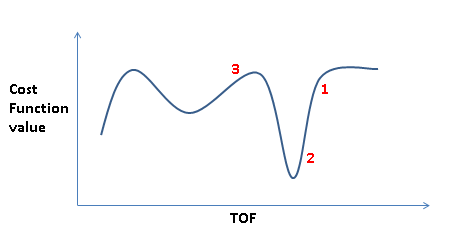 3
Cost
Function
value
1
2
TOF